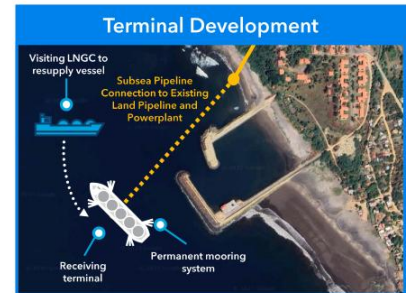 Terminal Development
Visiting LNGC to
resupply vessel
Subsea Pipeline
Connection to Existing
Land Pipeline and
Powerplant
Permanent mooring
system
Receiving
terminal